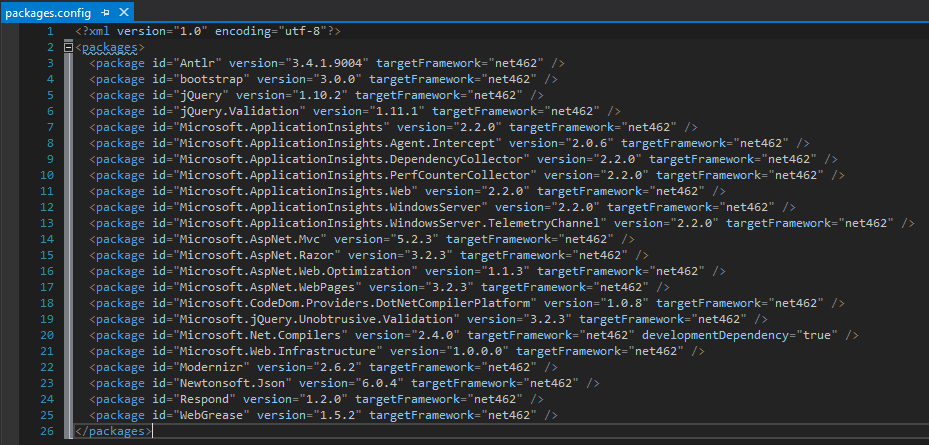 packages.config
1 <?xml version="1.0" encoding="utf-8"?>
2 <packages>
3 <package id="Antlr" version="3.4.1.9004" targetFramework="net462" />
4 <package id="bootstrap" version="3.0.0" targetFramework="net462" />
5 <package id="jQuery" version="1.10.2" targetFramework="net462" />
6 <package id="jQuery.Validation" version="1.11.1" targetFramework="net462" />
7 <package id="Microsoft.ApplicationInsights" version="2.2.0" targetFramework="net462" />
8 <package id="Microsoft.ApplicationInsights.Agent.Intercept" version="2.0.6" targetFramework="net462" />
9 <package id="Microsoft.ApplicationInsights.DependencyCollector" version="2.2.0" targetFramework="net462" />
10 <package id="Microsoft.ApplicationInsights.PerfCounterCollector" version="2.2.0" targetFramework="net462" />
11 <package id="Microsoft.ApplicationInsights.Web" version="2.2.0" targetFramework="net462" />
12 <package id="Microsoft.ApplicationInsights.WindowsServer" version="2.2.0" targetFramework="net462" />
13 <package id="Microsoft.ApplicationInsights.WindowsServer.TelemetryChannel" version="2.2.0" targetFramework="net462" />
14 <package id="Microsoft.AspNet.Mvc" version="5.2.3" targetFramework="net462" />
15 <package id="Microsoft.AspNet.Razor" version="3.2.3" targetFramework="net462" />
16 <package id="Microsoft.AspNet.Web.Optimization" version="1.1.3" targetFramework="net462" />
17 <package id="Microsoft.AspNet.WebPages" version="3.2.3" targetFramework="net462" />
18 <package id="Microsoft.CodeDom.Providers.DotNetCompilerPlatform" version="1.0.8" targetFramework="net462" />
19 <package id="Microsoft.jQuery.Unobtrusive.Validation" version="3.2.3" targetFramework="net462" />
20 <package id="Microsoft.Net.Compilers" version="2.4.0" targetFramework="net462" developmentDependency="true" />
21 <package id="Microsoft.Web.Infrastructure" version="1.0.0.0" targetFramework="net462" />
22 <package id="Modernizr" version="2.6.2" targetFramework="net462" />
23 <package id="Newtonsoft.Json" version="6.0.4" targetFramework="net462" />
24 <package id="Respond" version="1.2.0" targetFramework="net462" />
25 <package id="WebGrease" version="1.5.2" targetFramework="net462" />
26 </packages>